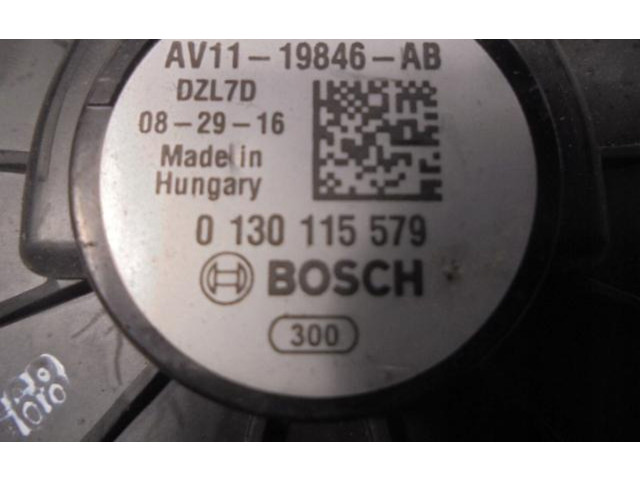 AV11-19846-AB
DZL7D
08-29-16
Made in
Hungary
0 130 115 579
BOSCH
300